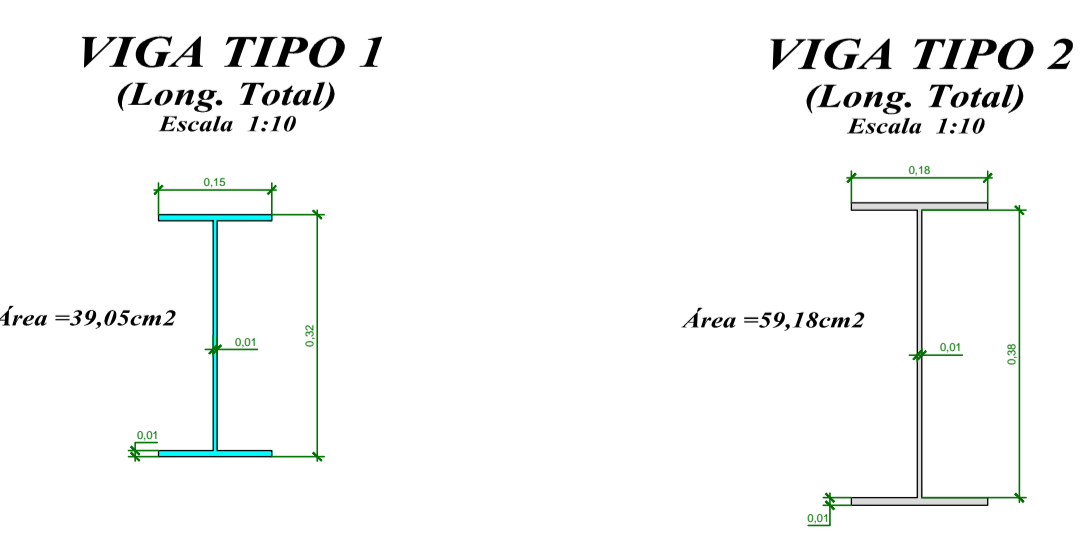 VIGA TIPO 1
(Long. Total)
Escala 1:10
0,15
Área =39,05cm2
0,01
0,32
0,01
VIGA TIPO 2
(Long. Total)
Escala 1:10
0,18
Área =59,18cm2
0,01
0,38
0,01